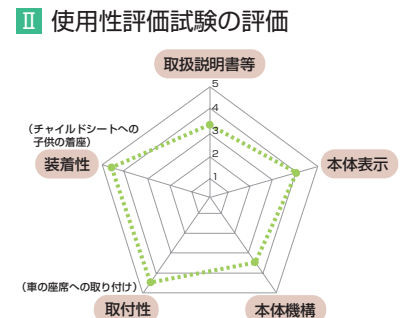 Ⅱ 使用性評価試験の評価
取扱説明書等
5
4
3
2
1
(チャイルドシートへの
子供の着座)
装着性
本体表示
(車の座席への取り付け)
取付性
本体機構